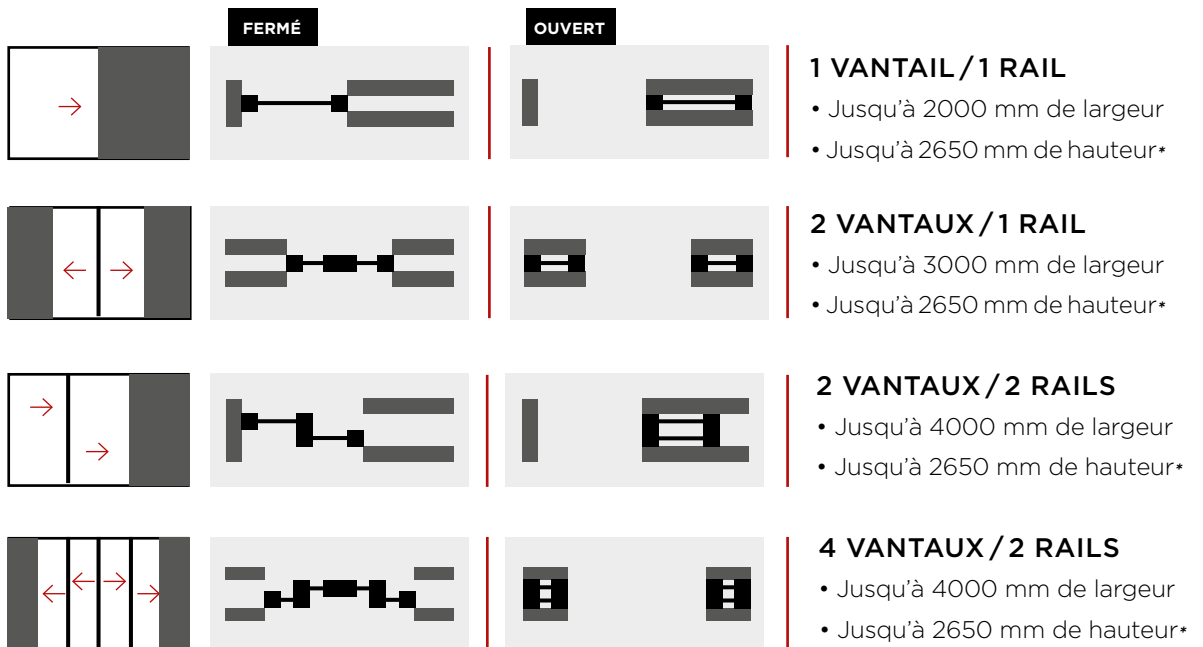 FERMÉ
OUVERT
1 VANTAIL / 1 RAIL
• Jusqu'à 2000 mm de largeur
• Jusqu'à 2650 mm de hauteur*
2 VANTAUX / 1 RAIL
• Jusqu'à 3000 mm de largeur
• Jusqu'à 2650 mm de hauteur*
2 VANTAUX / 2 RAILS
• Jusqu'à 4000 mm de largeur
• Jusqu'à 2650 mm de hauteur*
4 VANTAUX / 2 RAILS
• Jusqu'à 4000 mm de largeur
• Jusqu'à 2650 mm de hauteur*